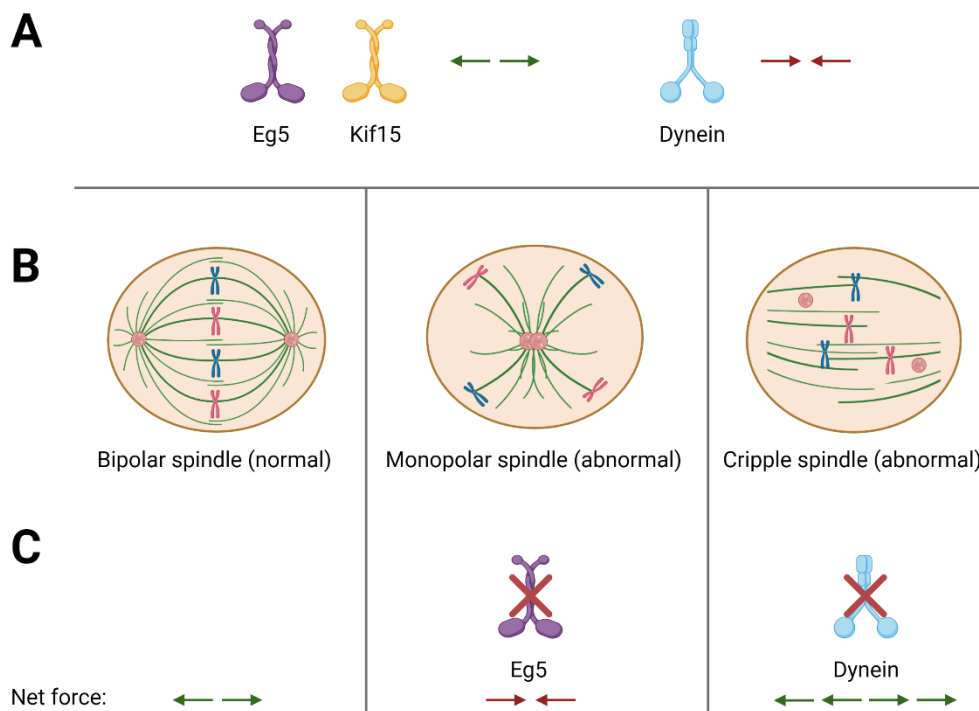 A
Eg5
Kif15
Dynein
B
Bipolar spindle (normal)
Monopolar spindle (abnormal)
Cripple spindle (abnormal)
C
Eg5
Dynein
Net force: